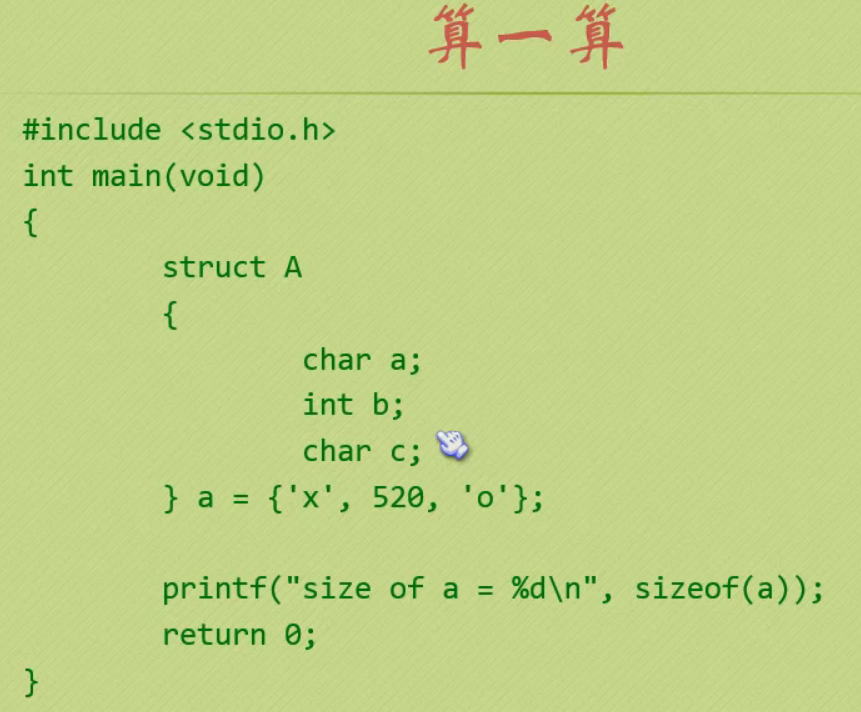 算一算
#include <stdio.h>
int main(void)
{
struct A
{
char a;
int b;
char c;
} a = {'x', 520, 'o'};
printf("size of a = %d\n", sizeof(a));
return 0;
}